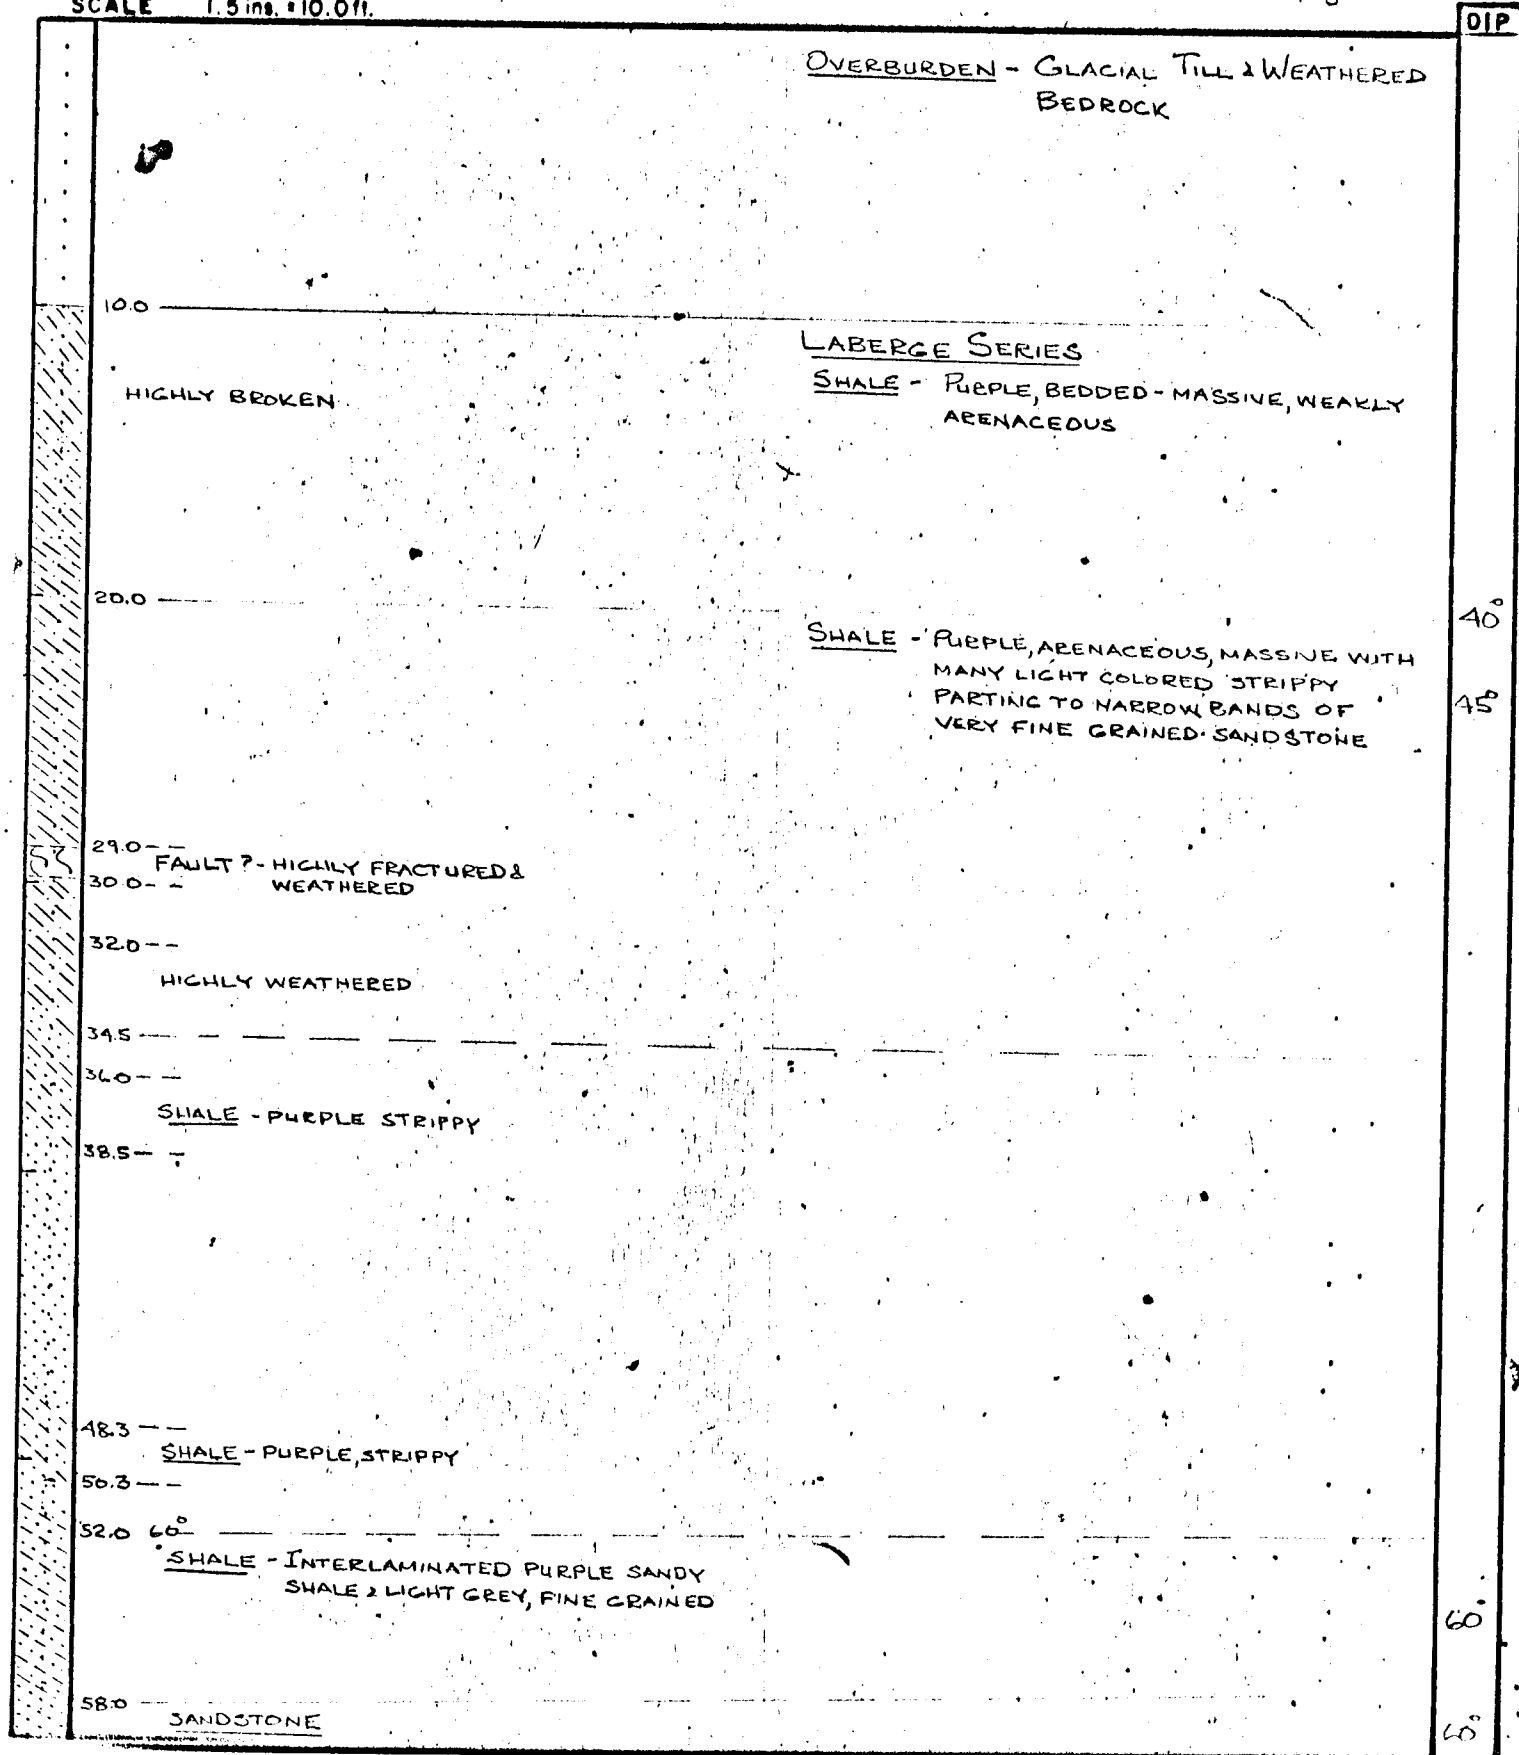 SCALE 1.5 ins. = 10.0 ft.
DIP
OVERBURDEN - GLACIAL TILL & WEATHERED
BEDROCK
10.0
LABERGE SERIES
SHALE - PURPLE, BEDDED - MASSIVE, WEAKLY
ARENACEOUS
HIGHLY BROKEN
20.0
40°
SHALE - PURPLE, ARENACEOUS, MASSIVE WITH
MANY LIGHT COLORED STRIPPY
PARTING TO NARROW BANDS OF
VERY FINE GRAINED SANDSTONE
45°
29.0
FAULT ? - HIGHLY FRACTURED &
WEATHERED
30.0
32.0
HIGHLY WEATHERED
34.5
36.0
SHALE - PURPLE STRIPPY
38.5
48.3
SHALE - PURPLE, STRIPPY
50.3
52.0 60°
SHALE - INTERLAMINATED PURPLE SANDY
SHALE & LIGHT GREY, FINE GRAINED
60°
58.0
SANDSTONE
60°